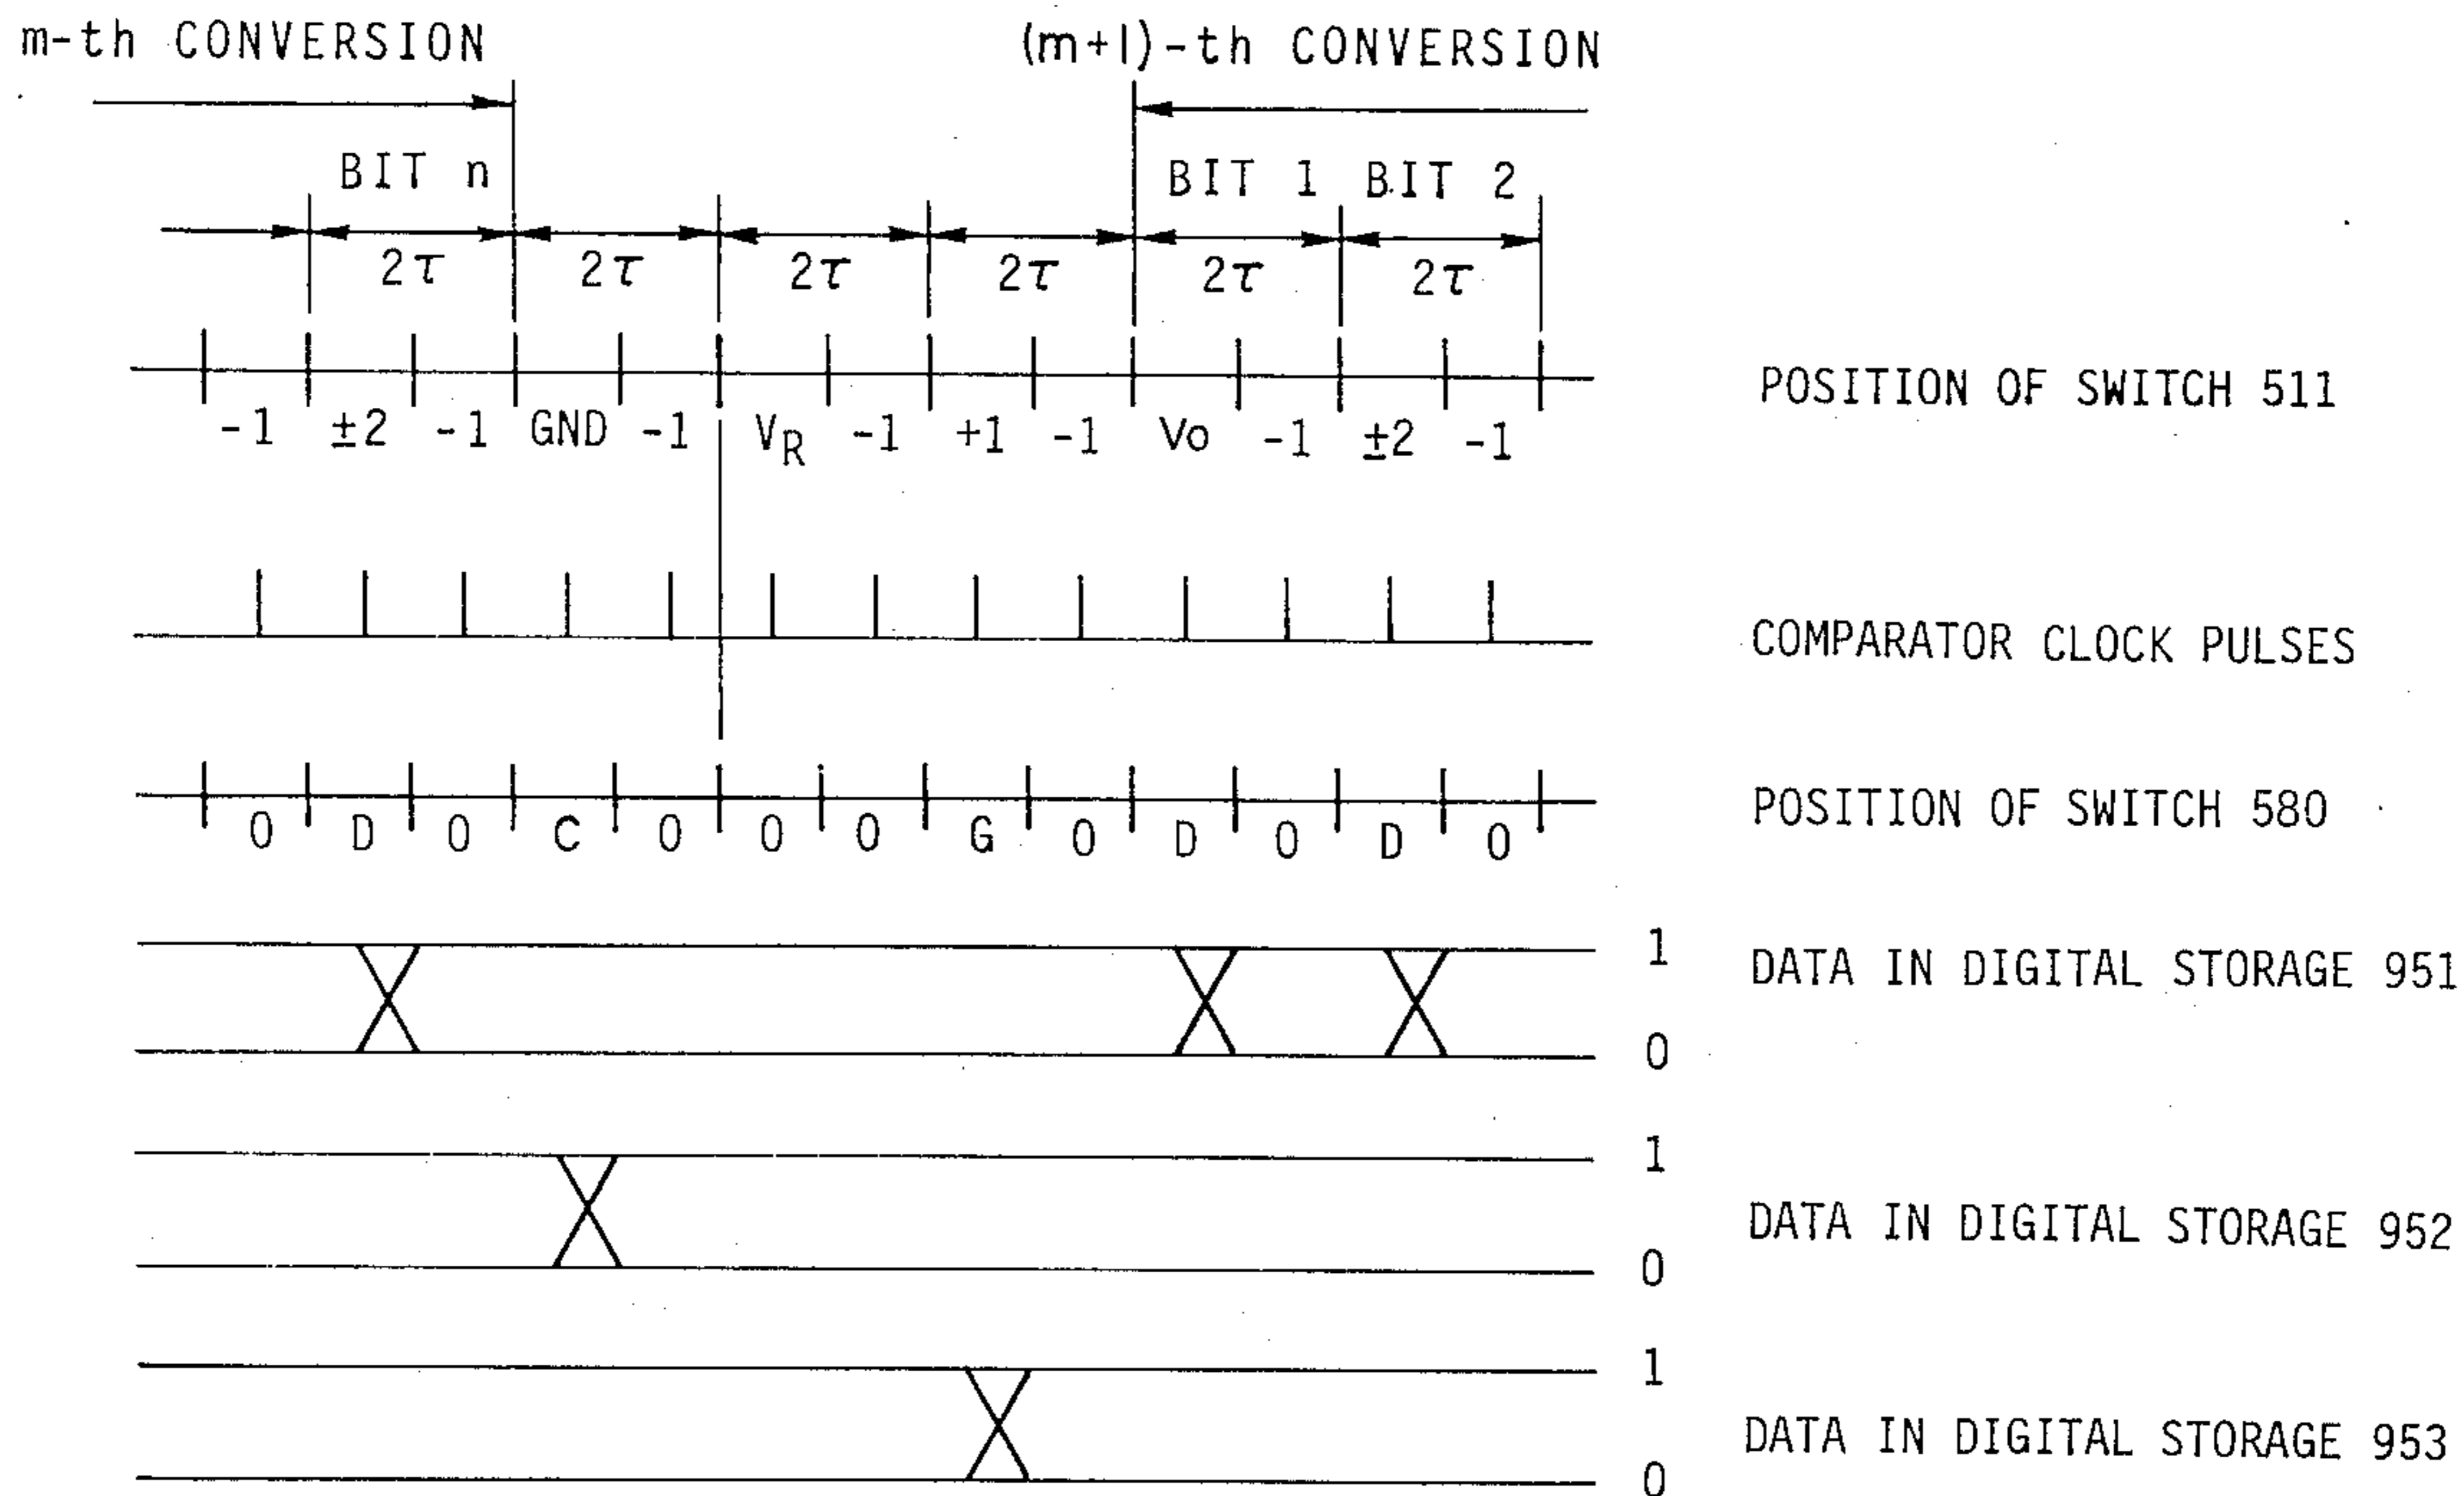 m-th CONVERSION (m+1)-th CONVERSION
BIT n BIT 1 BIT 2
2τ 2τ 2τ 2τ 2τ 2τ
POSITION OF SWITCH 511
-1 ±2 -1 GND -1 VR -1 +1 -1 Vo -1 ±2 -1
COMPARATOR CLOCK PULSES
POSITION OF SWITCH 580
0 D 0 C 0 0 0 G 0 D 0 D 0
1
DATA IN DIGITAL STORAGE 951
0
1
DATA IN DIGITAL STORAGE 952
0
1
DATA IN DIGITAL STORAGE 953
0